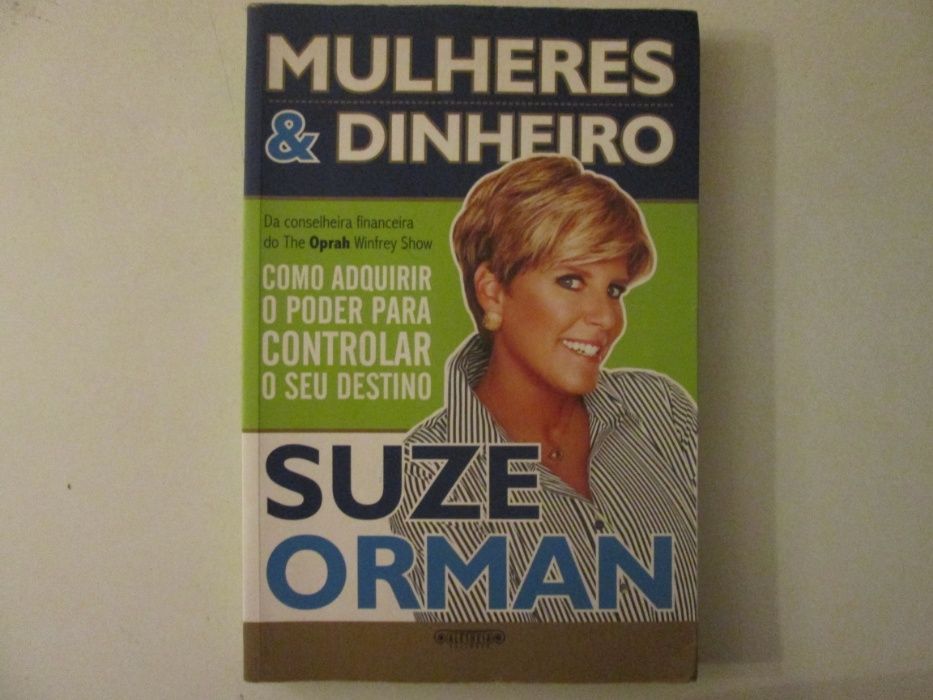 MULHERES
& DINHEIRO
Da conselheira financeira
do The Oprah Winfrey Show
COMO ADQUIRIR
O PODER PARA
CONTROLAR
O SEU DESTINO
SUZE
ORMAN
ALETHEIA